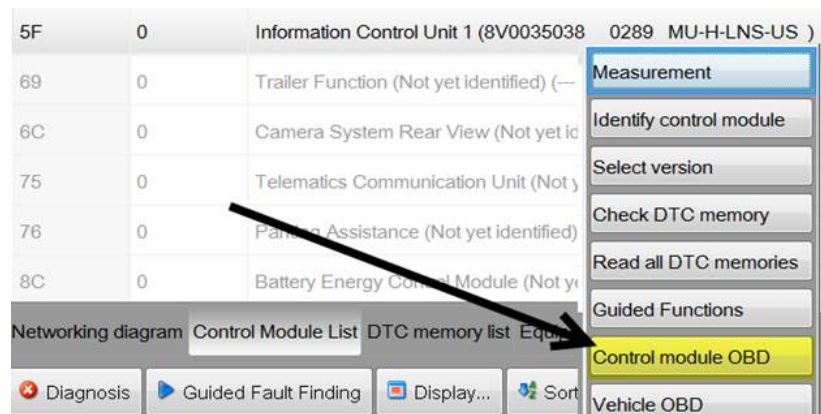 5F 0 Information Control Unit 1 (8V0035038 0289 MU-H-LNS-US )
69 0 Trailer Function (Not yet identified) (---
6C 0 Camera System Rear View (Not yet
75 0 Telematics Communication Unit (Not
76 0 Parking Assistance (Not yet identified)
8C 0 Battery Energy Control Module (Not
Measurement
Identify control module
Select version
Check DTC memory
Read all DTC memories
Guided Functions
Control module OBD
Vehicle OBD
Networking diagram Control Module List DTC memory list
Diagnosis Guided Fault Finding Display... Sort